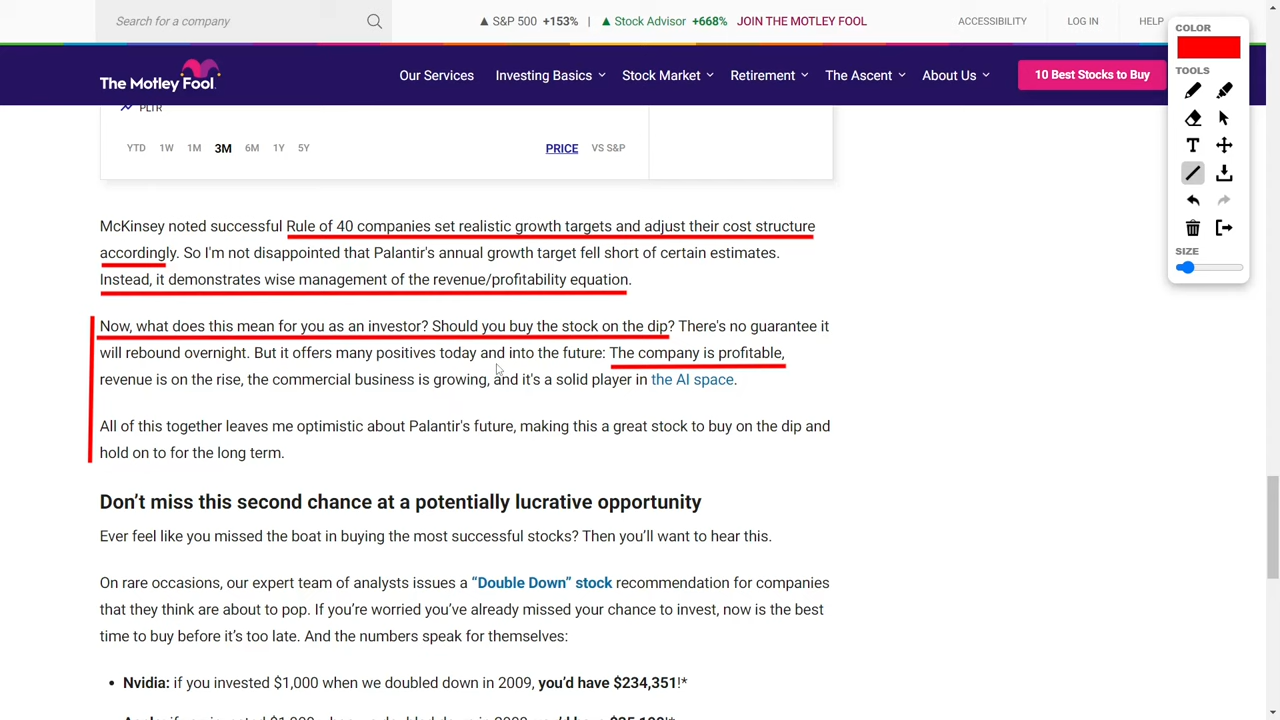 Search for a company
▲ S&P 500 +153% | ▲ Stock Advisor +668% JOIN THE MOTLEY FOOL
ACCESSIBILITY LOG IN HELP
The Motley Fool
Our Services Investing Basics Stock Market Retirement The Ascent About Us 10 Best Stocks to Buy
COLOR
TOOLS
T
SIZE
PLTR
YTD 1W 1M 3M 6M 1Y 5Y PRICE VS S&P
McKinsey noted successful Rule of 40 companies set realistic growth targets and adjust their cost structure
accordingly. So I'm not disappointed that Palantir's annual growth target fell short of certain estimates.
Instead, it demonstrates wise management of the revenue/profitability equation.
Now, what does this mean for you as an investor? Should you buy the stock on the dip? There's no guarantee it
will rebound overnight. But it offers many positives today and into the future: The company is profitable,
revenue is on the rise, the commercial business is growing, and it's a solid player in the AI space.
All of this together leaves me optimistic about Palantir's future, making this a great stock to buy on the dip and
hold on to for the long term.
Don’t miss this second chance at a potentially lucrative opportunity
Ever feel like you missed the boat in buying the most successful stocks? Then you’ll want to hear this.
On rare occasions, our expert team of analysts issues a “Double Down” stock recommendation for companies
that they think are about to pop. If you’re worried you’ve already missed your chance to invest, now is the best
time to buy before it’s too late. And the numbers speak for themselves:
• Nvidia: if you invested $1,000 when we doubled down in 2009, you’d have $234,351!*